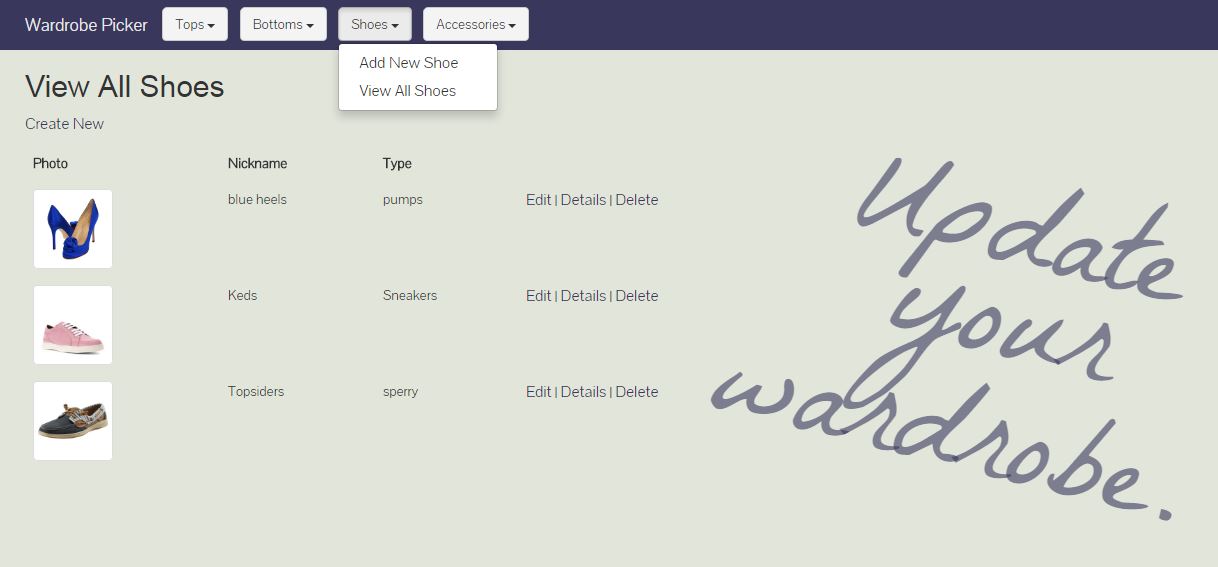 Wardrobe Picker Tops Bottoms Shoes Accessories
Add New Shoe
View All Shoes
View All Shoes
Create New
Photo Nickname Type
blue heels pumps Edit | Details | Delete
Keds Sneakers Edit | Details | Delete
Topsiders sperry Edit | Details | Delete
Update
your
wardrobe.